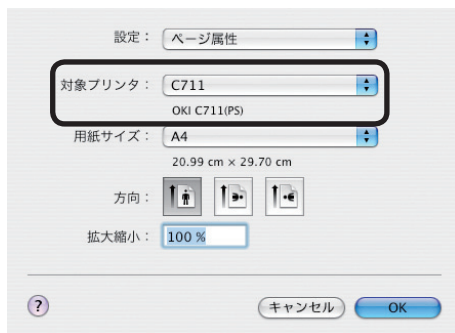 設定： ページ属性
対象プリンタ： C711
OKI C711(PS)
用紙サイズ： A4
20.99 cm × 29.70 cm
方向：
拡大縮小： 100 %
? キャンセル OK